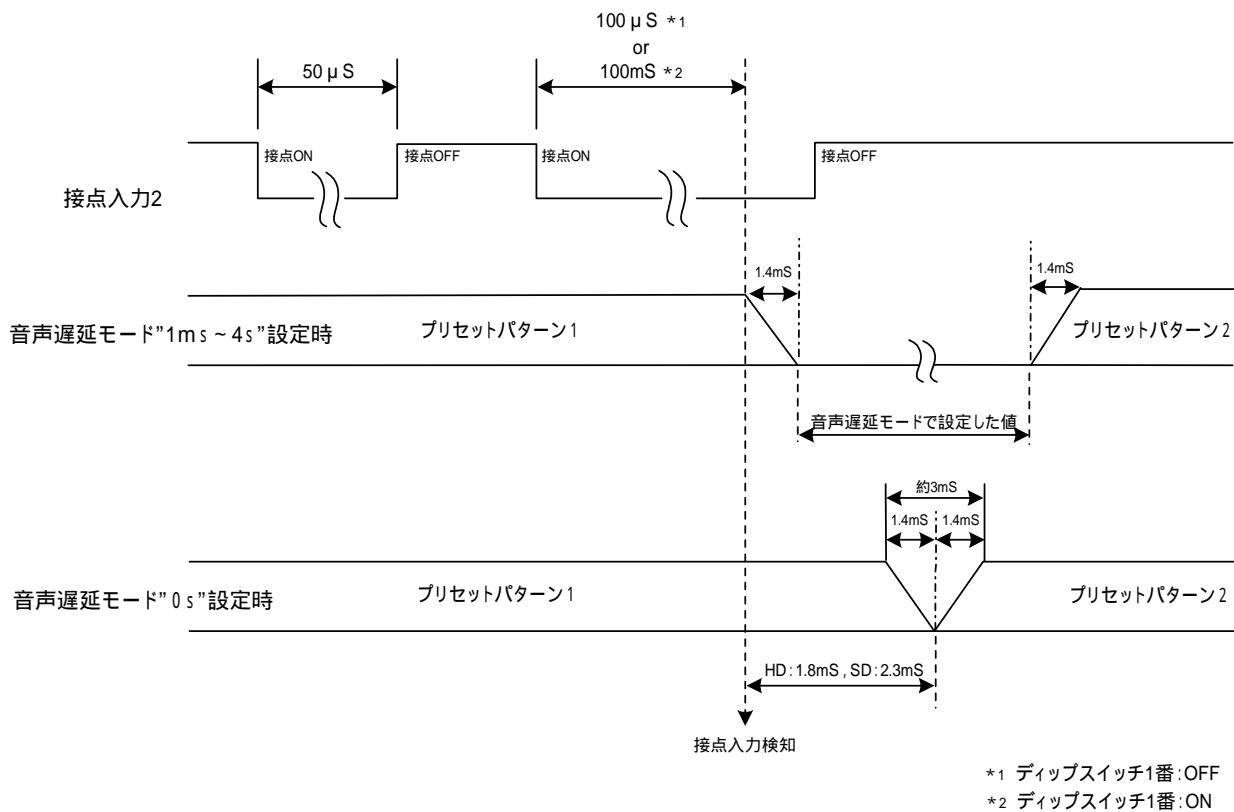 100μS *1
or
100mS *2
50μS
接点ON
接点OFF
接点ON
接点OFF
接点入力2
1.4mS
1.4mS
音声遅延モード”1ms~4s”設定時
プリセットパターン1
プリセットパターン2
音声遅延モードで設定した値
約3mS
1.4mS
1.4mS
音声遅延モード”0s”設定時
プリセットパターン1
プリセットパターン2
HD:1.8mS , SD:2.3mS
接点入力検知
*1 ディップスイッチ1番:OFF
*2 ディップスイッチ1番:ON